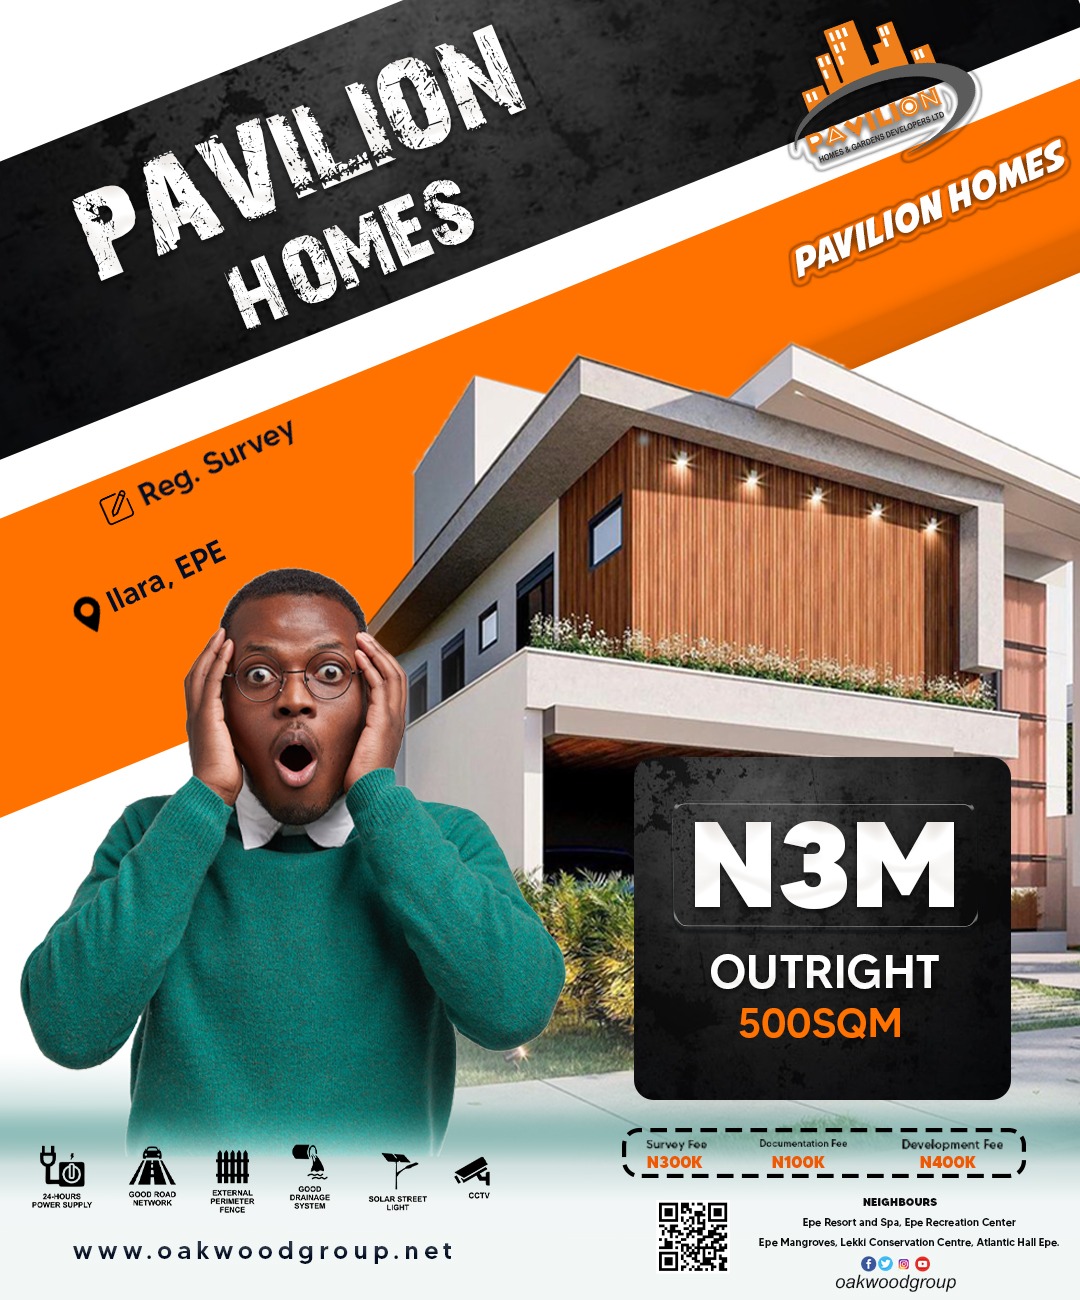 PAVILION
HOMES
PAVILION
HOMES & GARDENS DEVELOPERS LTD
PAVILION HOMES
Reg. Survey
Ilara, EPE
N3M
OUTRIGHT
500SQM
Survey Fee Documentation Fee Development Fee
N300K N100K N400K
24-HOURS
POWER SUPPLY
GOOD ROAD
NETWORK
EXTERNAL
PERIMETER
FENCE
GOOD
DRAINAGE
SYSTEM
SOLAR STREET
LIGHT
CCTV
www.oakwoodgroup.net
NEIGHBOURS
Epe Resort and Spa, Epe Recreation Center
Epe Mangroves, Lekki Conservation Centre, Atlantic Hall Epe.
oakwoodgroup